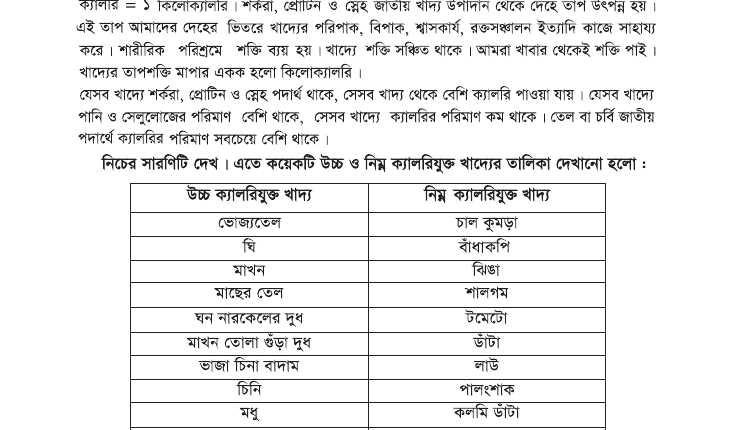 ক্যালরি = ১ কিলোক্যালরি। শর্করা, প্রোটিন ও স্নেহ জাতীয় খাদ্য উপাদান থেকে দেহে তাপ উৎপন্ন হয়।
এই তাপ আমাদের দেহের ভিতরে খাদ্যের পরিপাক, বিপাক, শ্বাসকার্য, রক্তসঞ্চালন ইত্যাদি কাজে সাহায্য
করে। শারীরিক পরিশ্রমে শক্তি ব্যয় হয়। খাদ্যে শক্তি সঞ্চিত থাকে। আমরা খাবার থেকেই শক্তি পাই।
খাদ্যের তাপশক্তি মাপার একক হলো কিলোক্যালরি।
যেসব খাদ্যে শর্করা, প্রোটিন ও স্নেহ পদার্থ থাকে, সেসব খাদ্য থেকে বেশি ক্যালরি পাওয়া যায়। যেসব খাদ্যে
পানি ও সেলুলোজের পরিমাণ বেশি থাকে, সেসব খাদ্যে ক্যালরির পরিমাণ কম থাকে। তেল বা চর্বি জাতীয়
পদার্থে ক্যালরির পরিমাণ সবচেয়ে বেশি থাকে।
নিচের সারণিটি দেখ। এতে কয়েকটি উচ্চ ও নিম্ন ক্যালরিযুক্ত খাদ্যের তালিকা দেখানো হলো :
উচ্চ ক্যালরিযুক্ত খাদ্য নিম্ন ক্যালরিযুক্ত খাদ্য
ভোজ্যতেল চাল কুমড়া
ঘি বাঁধাকপি
মাখন ঝিঙা
মাছের তেল শালগম
ঘন নারকেলের দুধ টমেটো
মাখন তোলা গুঁড়া দুধ ডাঁটা
ভাজা চিনা বাদাম লাউ
চিনি পালংশাক
মধু কলমি ডাঁটা